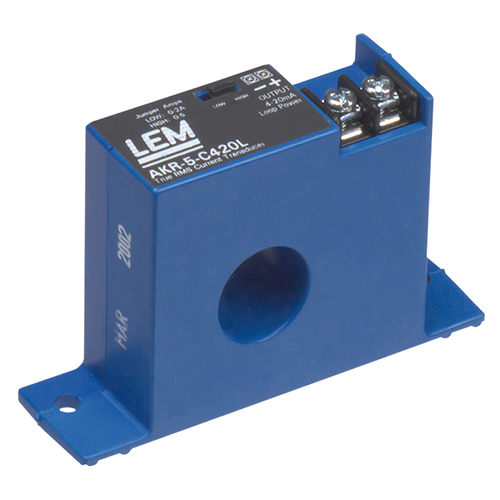 Jumper Amps
LOW: 0-2A
HIGH: 0-5
LOW HIGH
- +
OUTPUT
4-20mA
Loop Power
LEM
AKR-5-C420L
True RMS Current Transducer
MAR 2002